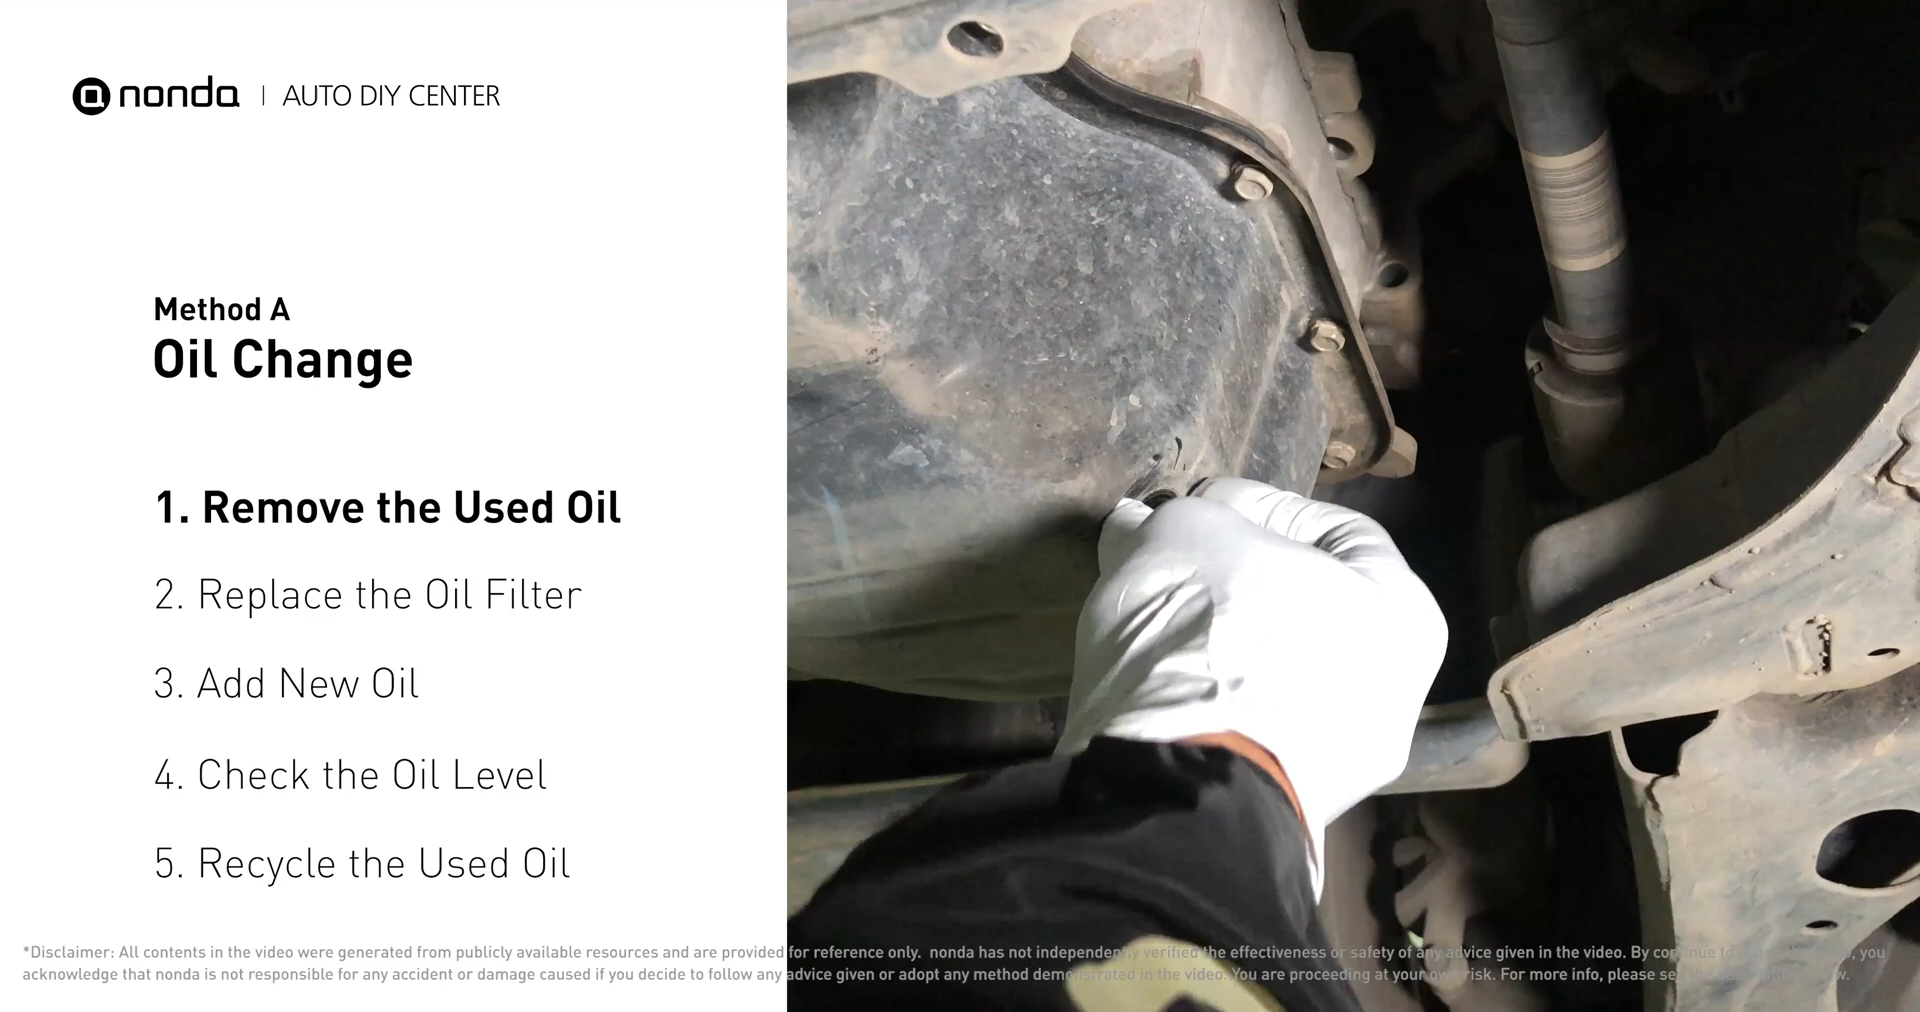 nonda | AUTO DIY CENTER
Method A
Oil Change
1. Remove the Used Oil
2. Replace the Oil Filter
3. Add New Oil
4. Check the Oil Level
5. Recycle the Used Oil
*Disclaimer: All contents in the video were generated from publicly available resources and are provided for reference only. nonda has not independently verified the effectiveness or safety of any advice given in the video. By continue to you
acknowledge that nonda is not responsible for any accident or damage caused if you decide to follow any advice given or adopt any method demonstrated in the video. You are proceeding at your own risk. For more info, please